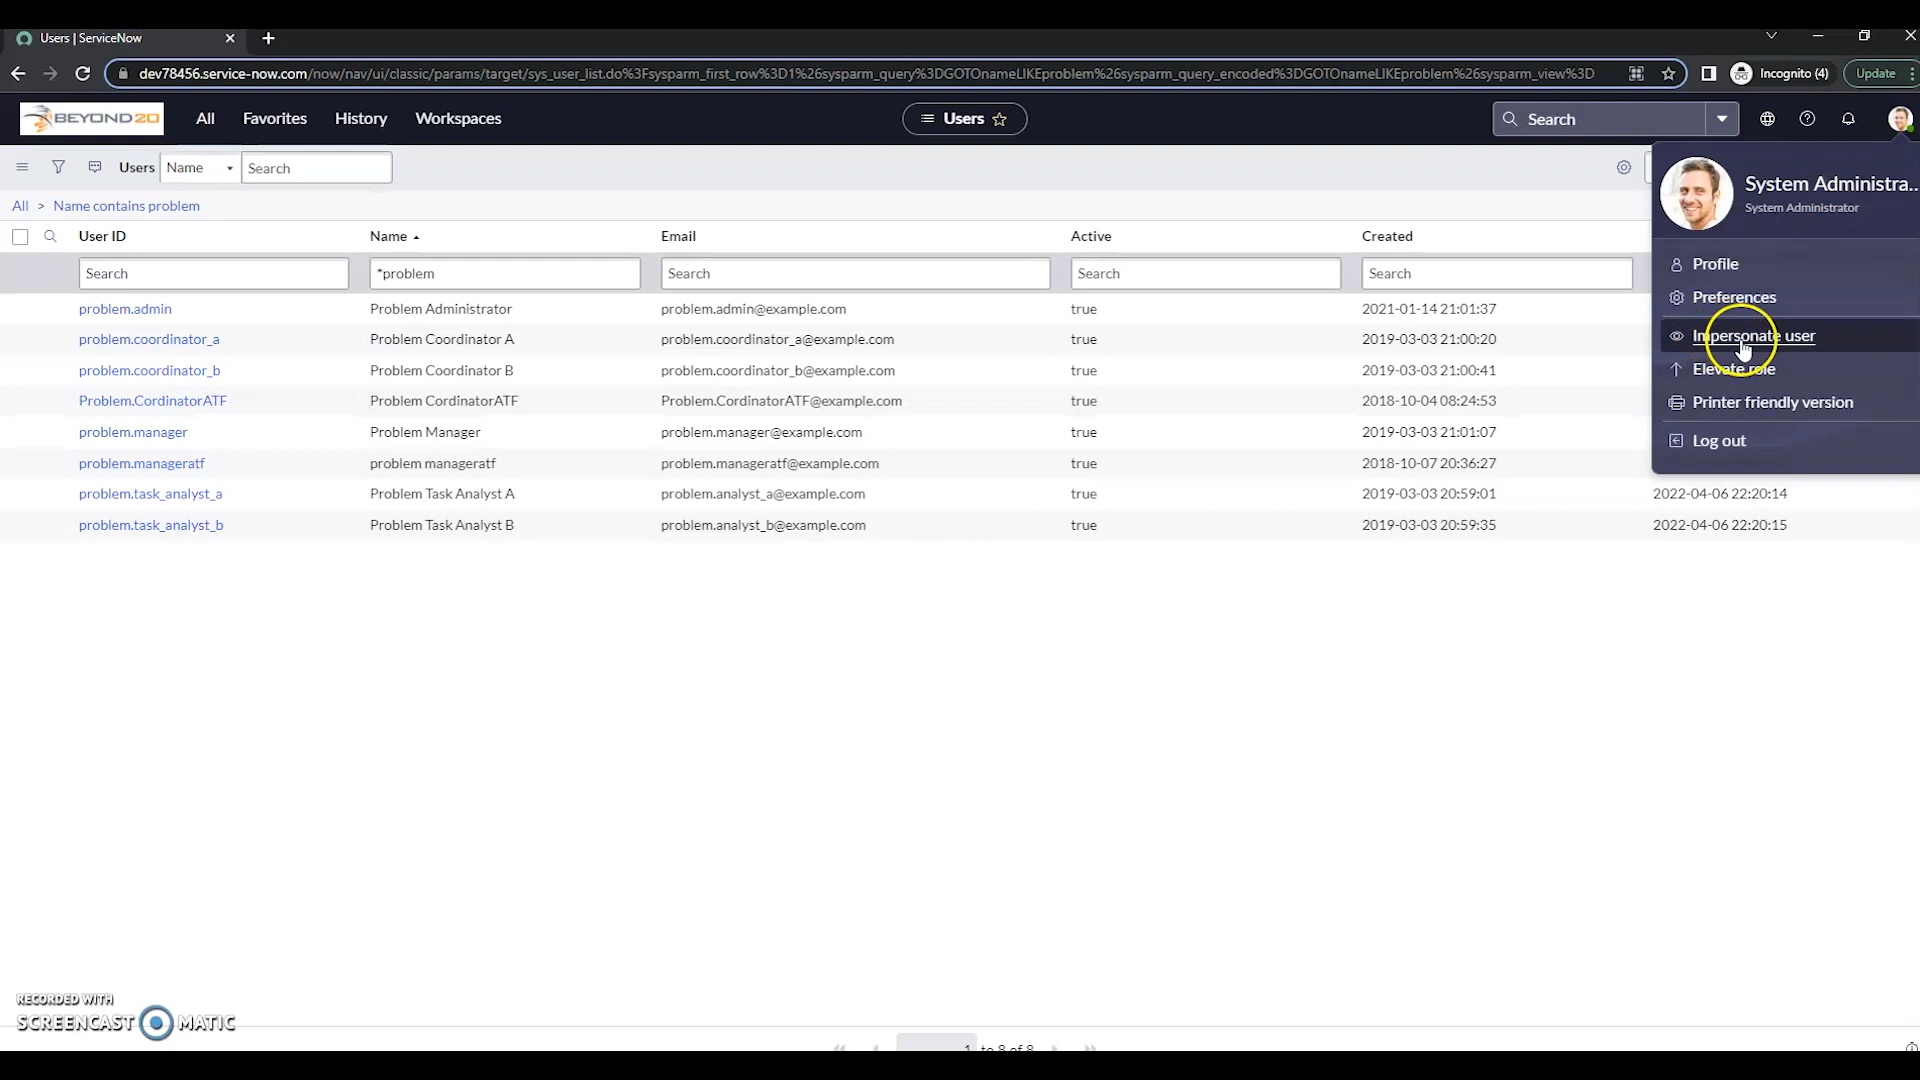 Users | ServiceNow
dev78456.service-now.com/now/nav/ui/classic/params/target/sys_user_list.do%3Fsysparm_first_row%3D1%26sysparm_query%3DGOTOnameLIKEproblem%26sysparm_query_encoded%3DGOTOnameLIKEproblem%26sysparm_view%3D
Incognito (4)
Update
BEYOND20
All
Favorites
History
Workspaces
Users
Search
Users
Name
Search
All > Name contains problem
User ID
Name
Email
Active
Created
Search
*problem
Search
Search
Search
problem.admin Problem Administrator problem.admin@example.com true 2021-01-14 21:01:37
problem.coordinator_a Problem Coordinator A problem.coordinator_a@example.com true 2019-03-03 21:00:20
problem.coordinator_b Problem Coordinator B problem.coordinator_b@example.com true 2019-03-03 21:00:41
Problem.CordinatorATF Problem CordinatorATF Problem.CordinatorATF@example.com true 2018-10-04 08:24:53
problem.manager Problem Manager problem.manager@example.com true 2019-03-03 21:01:07
problem.manageratf problem manageratf problem.manageratf@example.com true 2018-10-07 20:36:27
problem.task_analyst_a Problem Task Analyst A problem.analyst_a@example.com true 2019-03-03 20:59:01 2022-04-06 22:20:14
problem.task_analyst_b Problem Task Analyst B problem.analyst_b@example.com true 2019-03-03 20:59:35 2022-04-06 22:20:15
System Administra...
System Administrator
Profile
Preferences
Impersonate user
Elevate role
Printer friendly version
Log out
1 to 8 of 8
RECORDED WITH
SCREENCAST MATIC